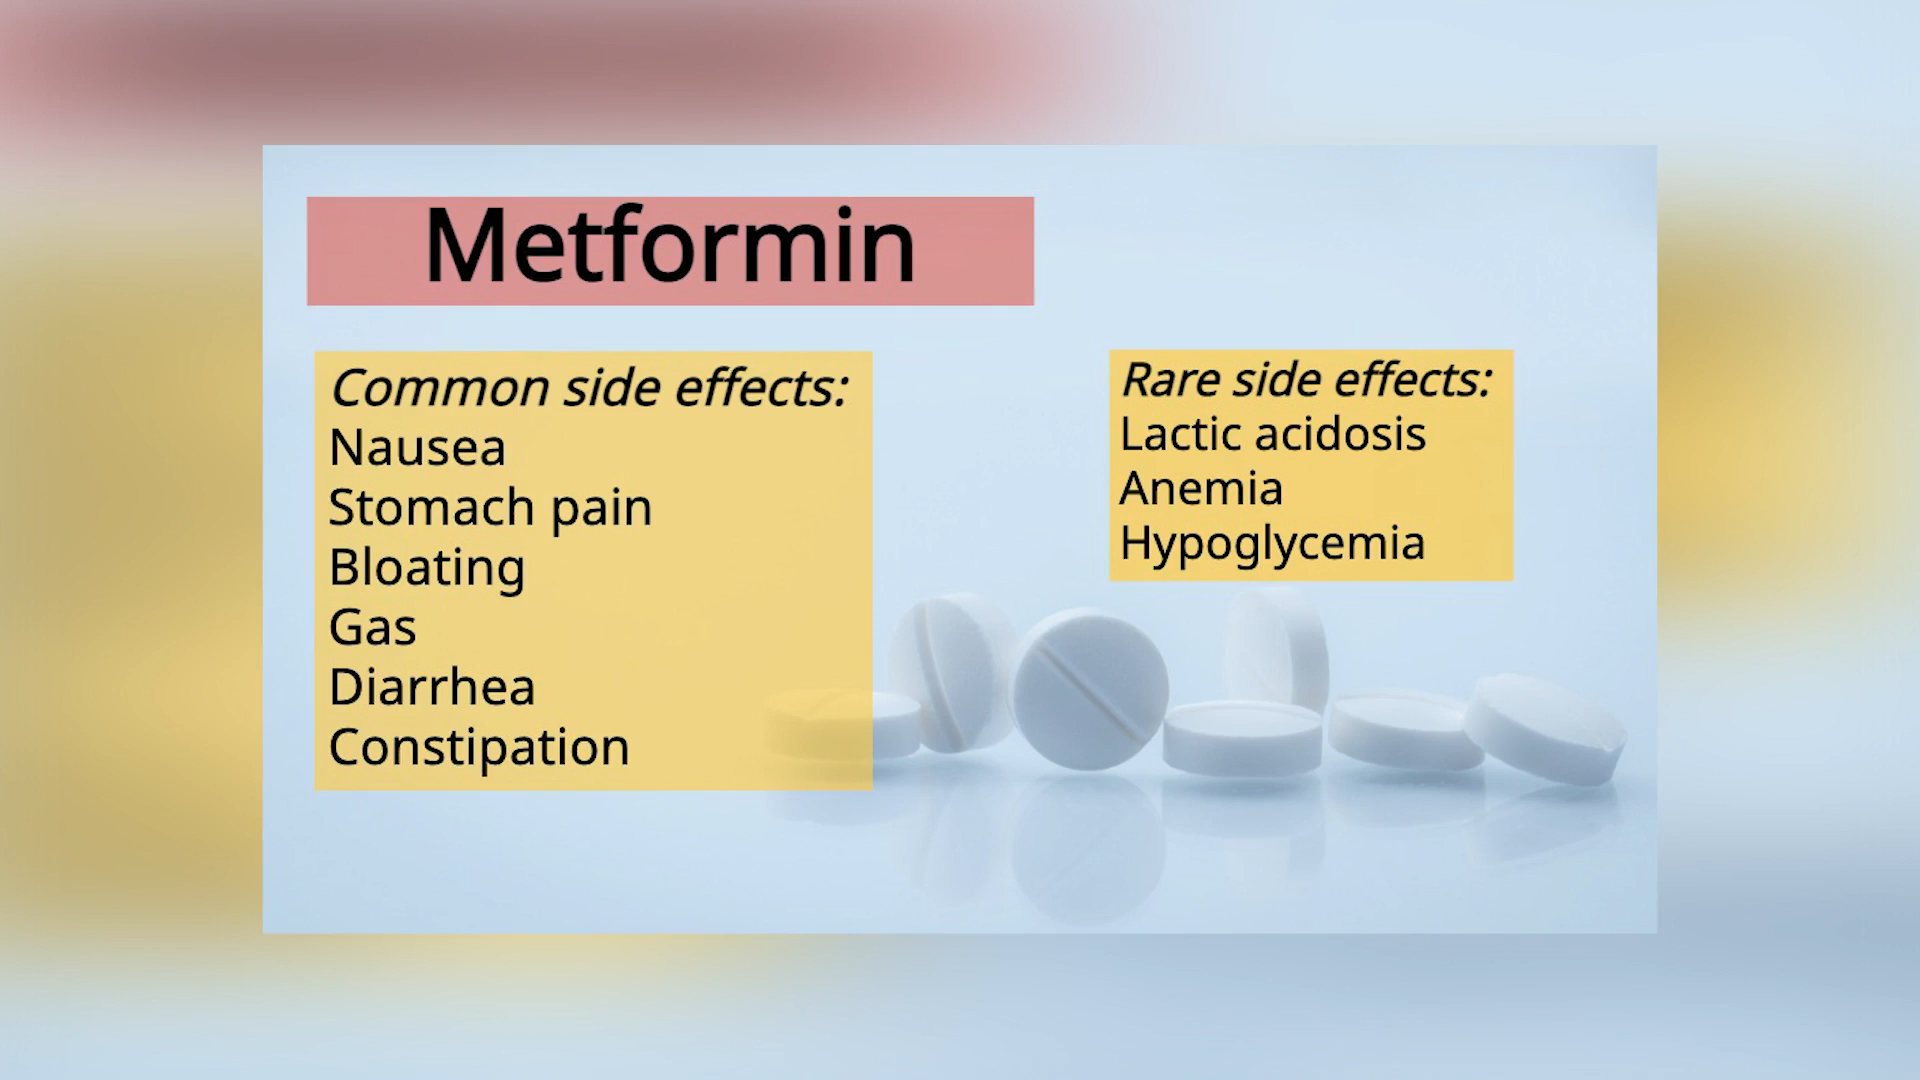 Metformin
Common side effects:
Nausea
Stomach pain
Bloating
Gas
Diarrhea
Constipation
Rare side effects:
Lactic acidosis
Anemia
Hypoglycemia